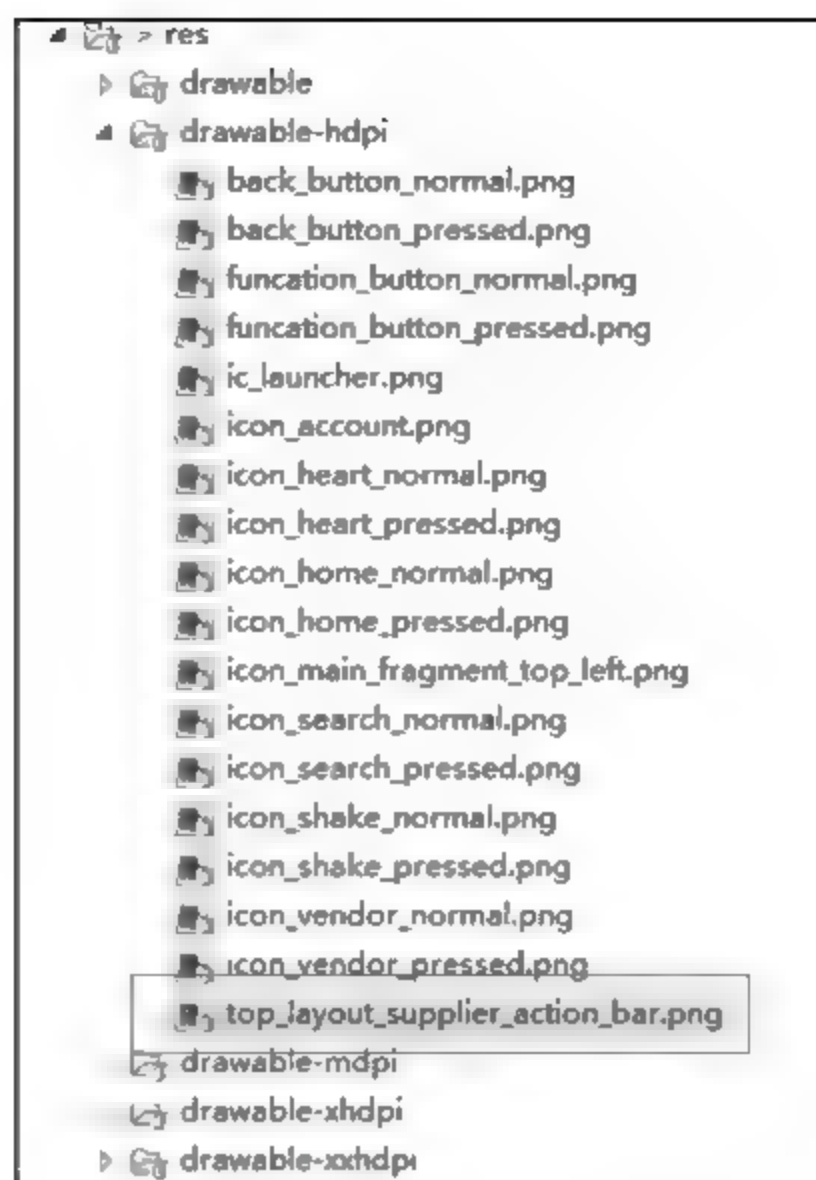 > res
drawable
drawable-hdpi
back_button_normal.png
back_button_pressed.png
funcation_button_normal.png
funcation_button_pressed.png
ic_launcher.png
icon_account.png
icon_heart_normal.png
icon_heart_pressed.png
icon_home_normal.png
icon_home_pressed.png
icon_main_fragment_top_left.png
icon_search_normal.png
icon_search_pressed.png
icon_shake_normal.png
icon_shake_pressed.png
icon_vendor_normal.png
icon_vendor_pressed.png
top_layout_supplier_action_bar.png
drawable-mdpi
drawable-xhdpi
drawable-xxhdpi